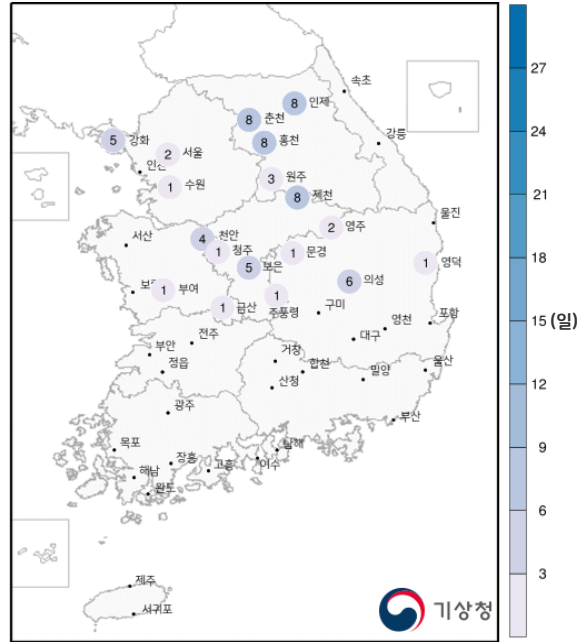 속초
8 인제
8 춘천
8 홍천
강릉
5 강화
2 서울
인천
1 수원
3 원주
8 제천
울진
2 영주
서산
4 천안
1 청주
1 문경
1 영덕
5 보은
6 의성
보령
1 부여
1 금산
1 추풍령
구미
포항
영천
대구
전주
부안
정읍
거창
합천
산청
밀양
울산
광주
부산
목포
장흥
고흥
여수
남해
해남
완도
제주
서귀포
기상청
27
24
21
18
15 (일)
12
9
6
3